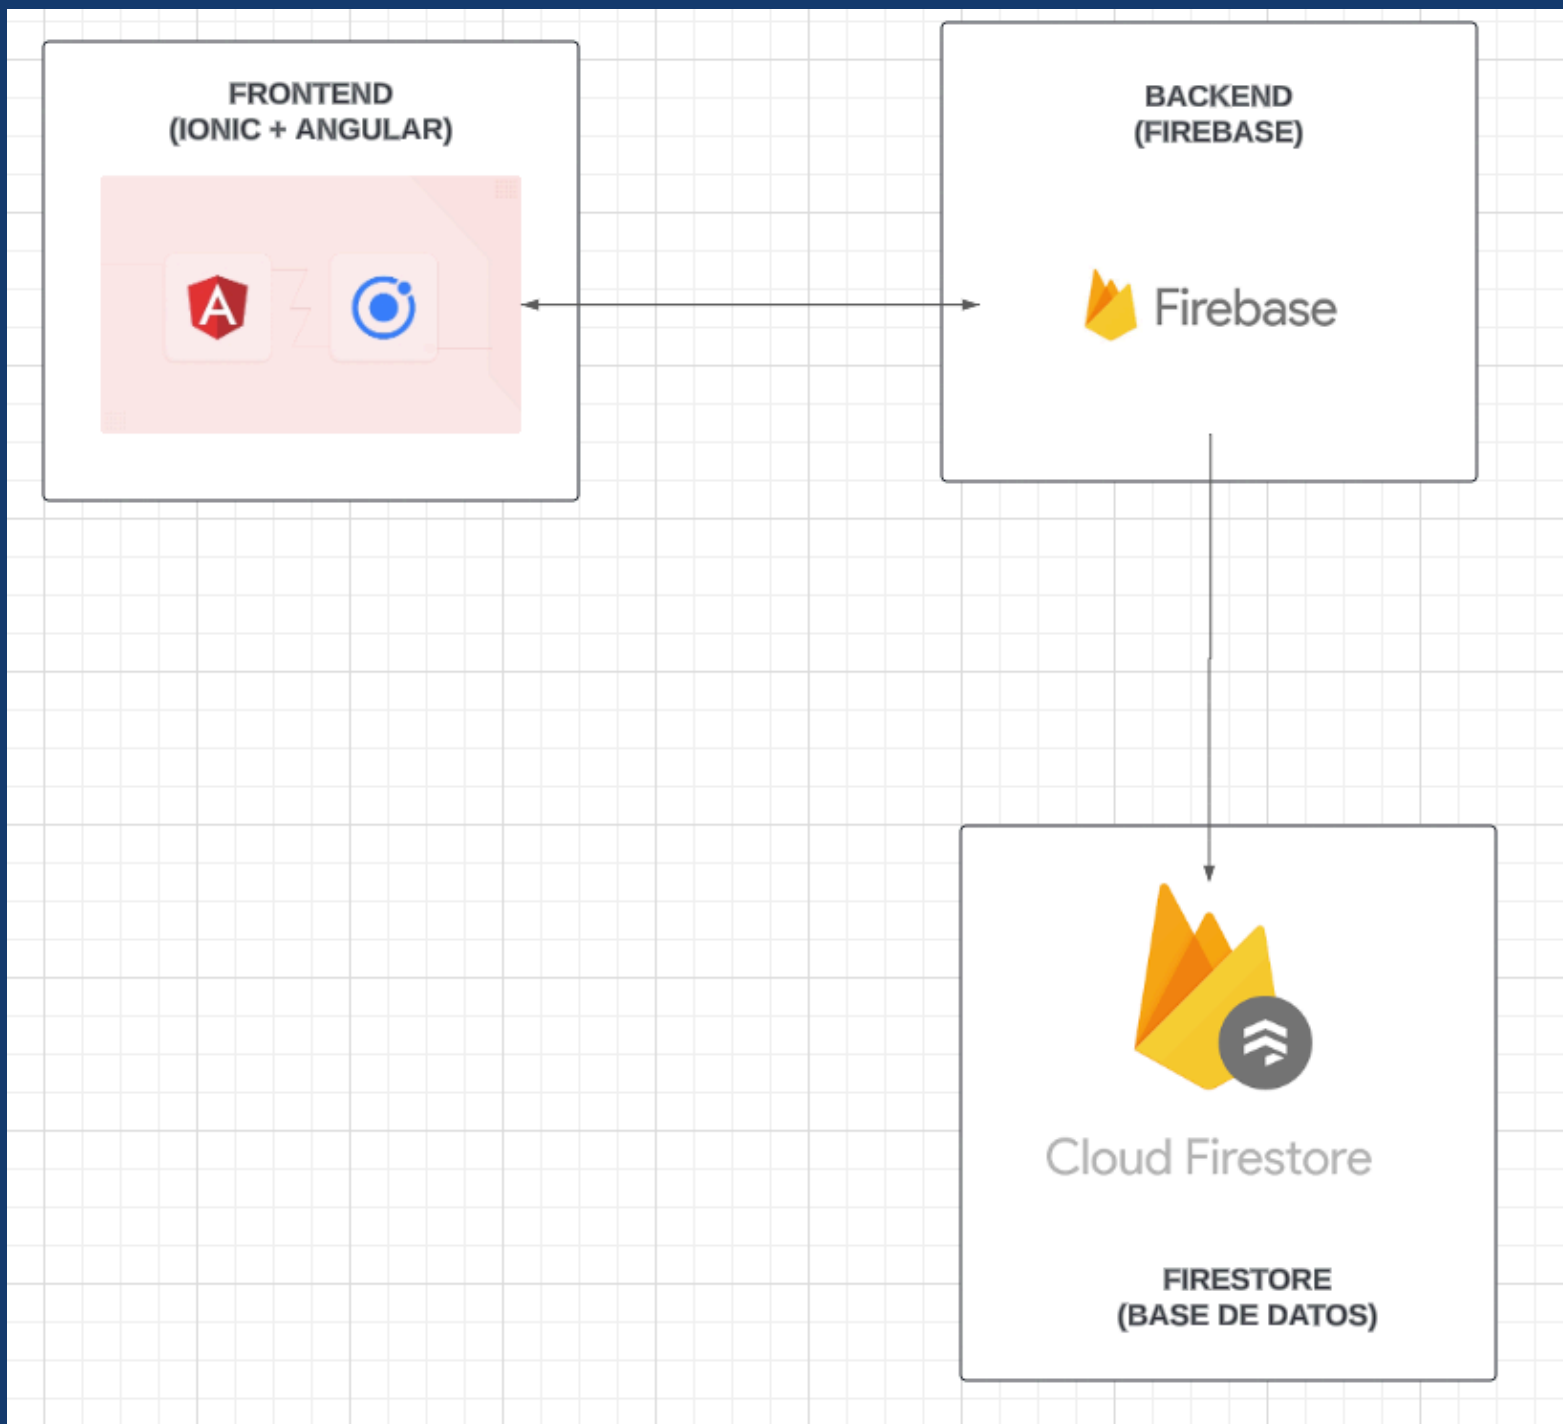 FRONTEND
(IONIC + ANGULAR)
A
BACKEND
(FIREBASE)
Firebase
Cloud Firestore
FIRESTORE
(BASE DE DATOS)